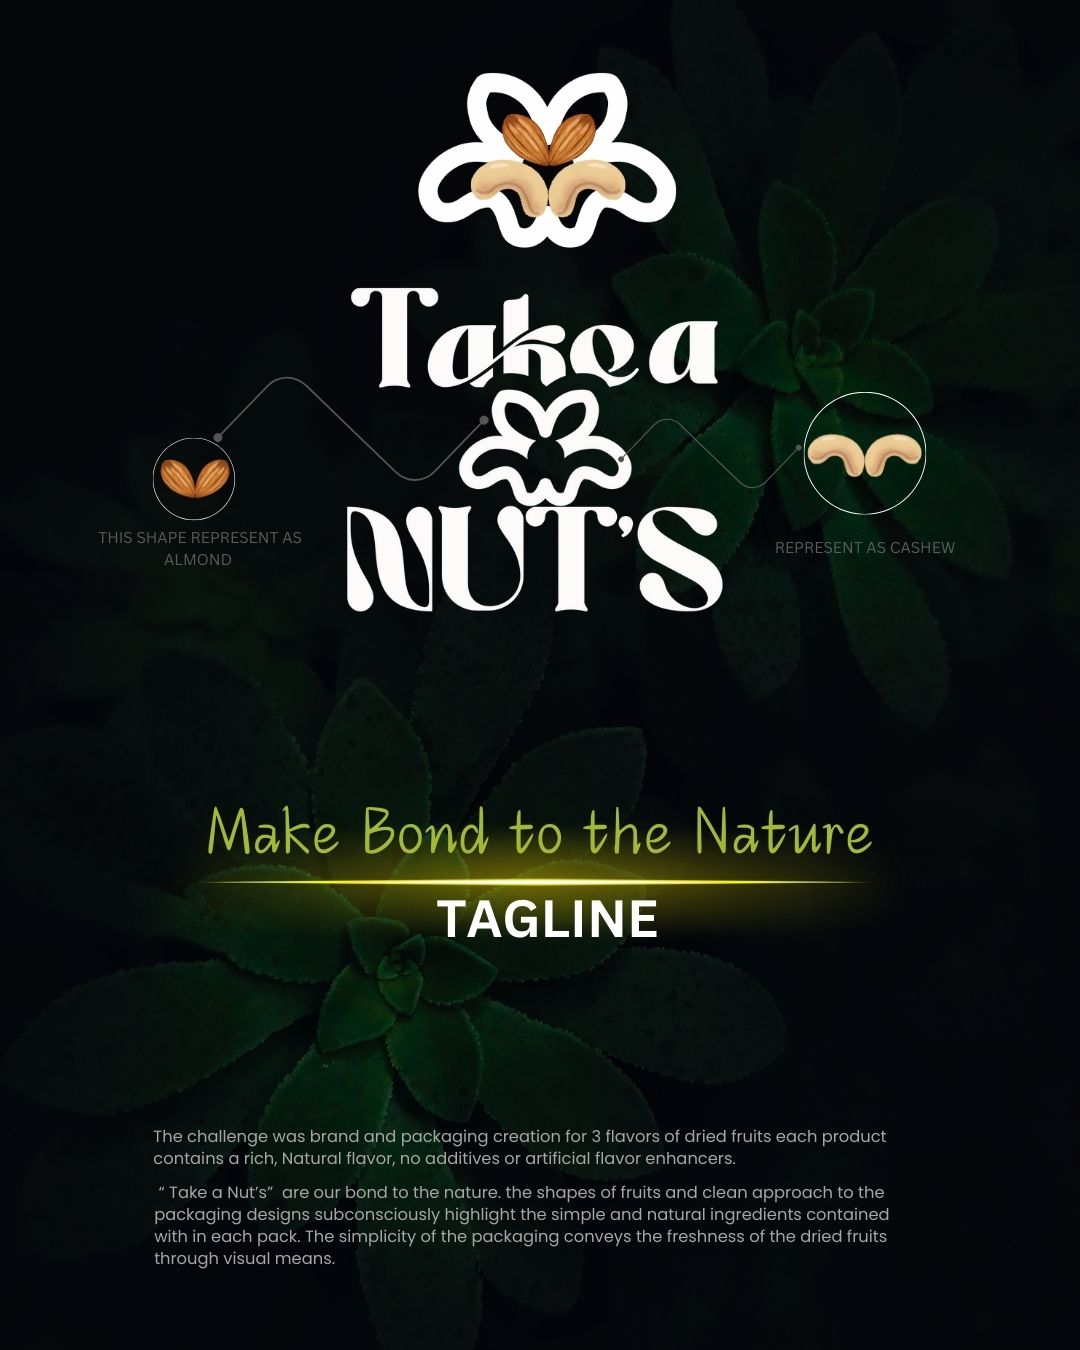 Take a
NUT'S
THIS SHAPE REPRESENT AS
ALMOND
REPRESENT AS CASHEW
Make Bond to the Nature
TAGLINE
The challenge was brand and packaging creation for 3 flavors of dried fruits each product
contains a rich, Natural flavor, no additives or artificial flavor enhancers.
“ Take a Nut’s”  are our bond to the nature. the shapes of fruits and clean approach to the
packaging designs subconsciously highlight the simple and natural ingredients contained
with in each pack. The simplicity of the packaging conveys the freshness of the dried fruits
through visual means.